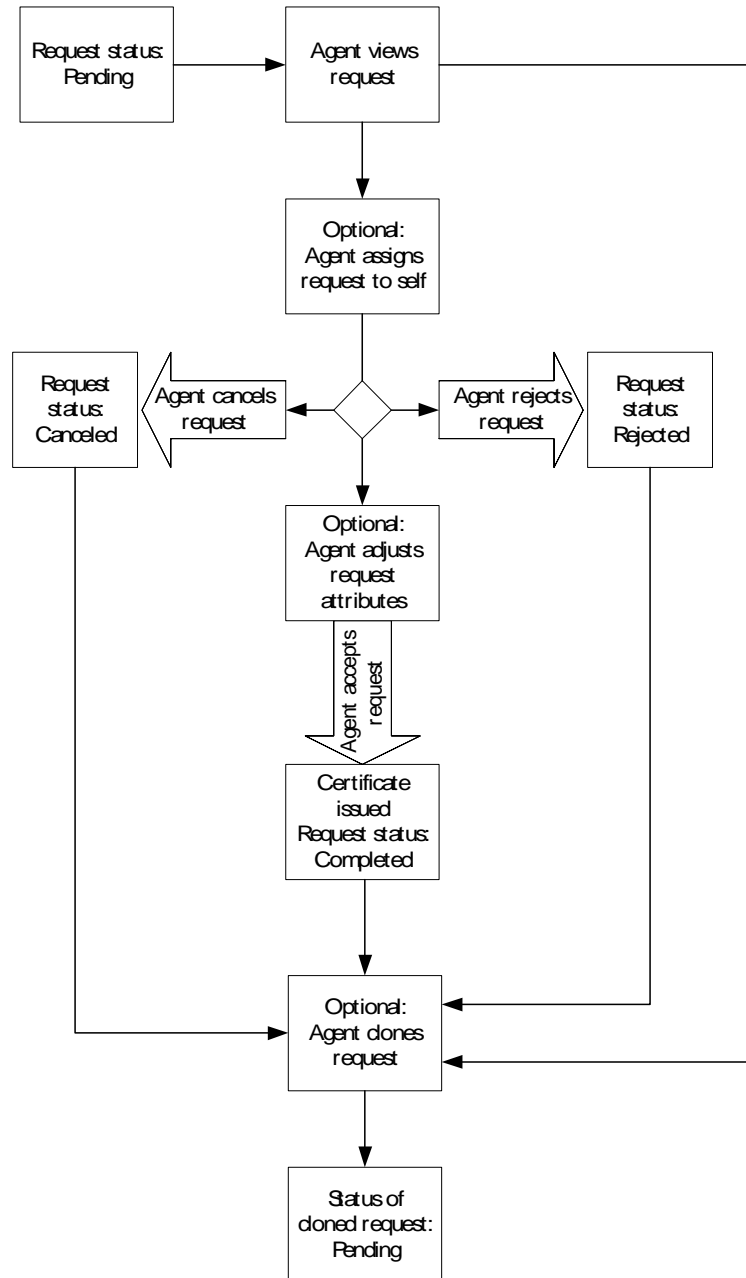 Request status:
Pending
Agent views
request
Optional:
Agent assigns
request to self
Request
status:
Canceled
Agent cancels
request
Agent rejects
request
Request
status:
Rejected
Optional:
Agent adjusts
request
attributes
Agent accepts
request
Certificate
issued
Request status:
Completed
Optional:
Agent clones
request
Status of
cloned request:
Pending